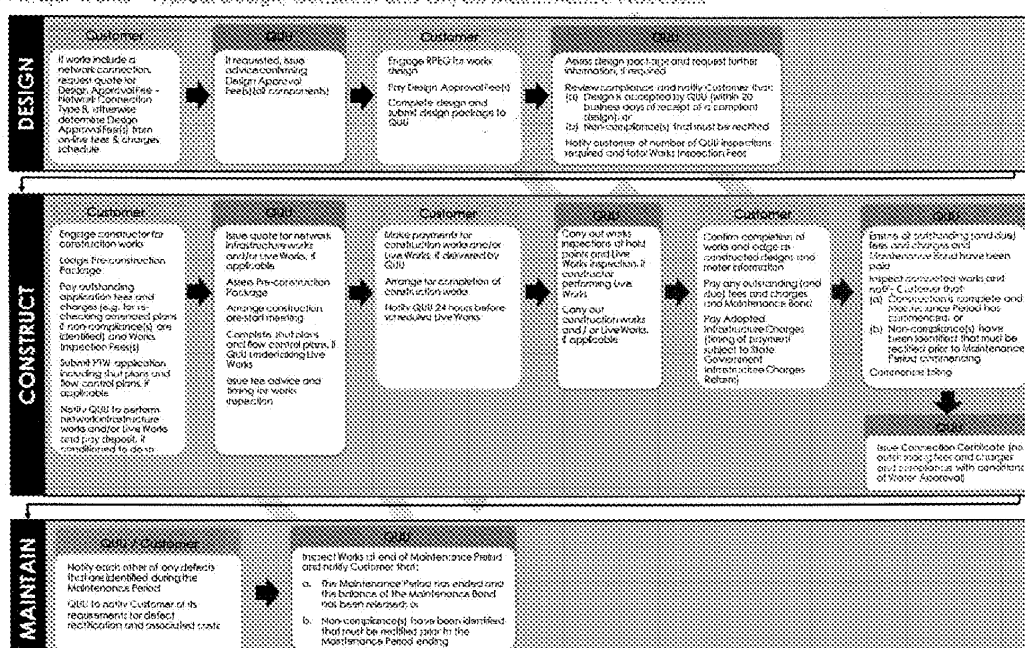 DESIGN
Customer
If works include a
network connection,
request quote for
Design Approval Fee -
Network Connection
Type B, otherwise
determine Design
Approval Fee(s) from
on-line fees & charges
schedule
QUU
If requested, issue
advice confirming
Design Approval
Fee(s) (all components)
Customer
Engage RPEQ for works
design
Pay Design Approval Fee(s)
Complete design and
submit design package to
QUU
QUU
Assess design package and request further
information, if required
Review compliance and notify Customer that:
(a) Design is accepted by QUU (within 20
business days of receipt of a compliant
design); or
(b) Non-compliance(s) that must be rectified
Notify customer of number of QUU inspections
required and total Works Inspection Fees
CONSTRUCT
Customer
Engage constructor for
construction works
Lodge Pre-construction
Package
Pay outstanding
application fees and
charges (e.g. for re-
checking amended plans
if non-compliance(s) are
identified) and Works
Inspection Fee(s)
Submit PTW application
including shut plans and
flow control plans, if
applicable
Notify QUU to perform
network infrastructure
works and/or Live Works
and pay deposit, if
conditioned to do so
QUU
Issue quote for network
infrastructure works
and/or Live Works, if
applicable
Assess Pre-construction
Package
Arrange construction
pre-start meeting
Complete shut plans
and flow control plans, if
QUU undertaking Live
Works
Issue fee advice and
timing for works
inspection
Customer
Make payments for
construction works and/or
Live Works, if delivered by
QUU
Arrange for completion of
construction works
Notify QUU 24 hours before
scheduled Live Works
QUU
Carry out works
inspections at hold
points and Live
Works inspection, if
constructor
performing Live
Works
Carry out
construction works
and / or Live Works,
if applicable
Customer
Confirm completion of
works and lodge as
constructed designs and
meter information
Pay any outstanding (and
due) fees and charges
and Maintenance Bond
Pay Adopted
Infrastructure Charges
(timing of payment
subject to State
Government
Infrastructure Charges
Reform)
QUU
Ensure all outstanding (and due)
fees and charges and
Maintenance Bond have been
paid
Inspect completed works and
notify Customer that:
(a) Construction is complete and
Maintenance Period has
commenced, or
(b) Non-compliance(s) have
been identified that must be
rectified prior to Maintenance
Period commencing
Commence billing
QUU
Issue Connection Certificate (no
outstanding fees and charges
and compliance with conditions
of Water Approval)
MAINTAIN
QUU / Customer
Notify each other of any defects
that are identified during the
Maintenance Period
QUU to notify Customer of its
requirements for defect
rectification and associated costs
QUU
Inspect Works at end of Maintenance Period
and notify Customer that:
a. The Maintenance Period has ended and
the balance of the Maintenance Bond
has been released; or
b. Non-compliance(s) have been identified
that must be rectified prior to the
Maintenance Period ending